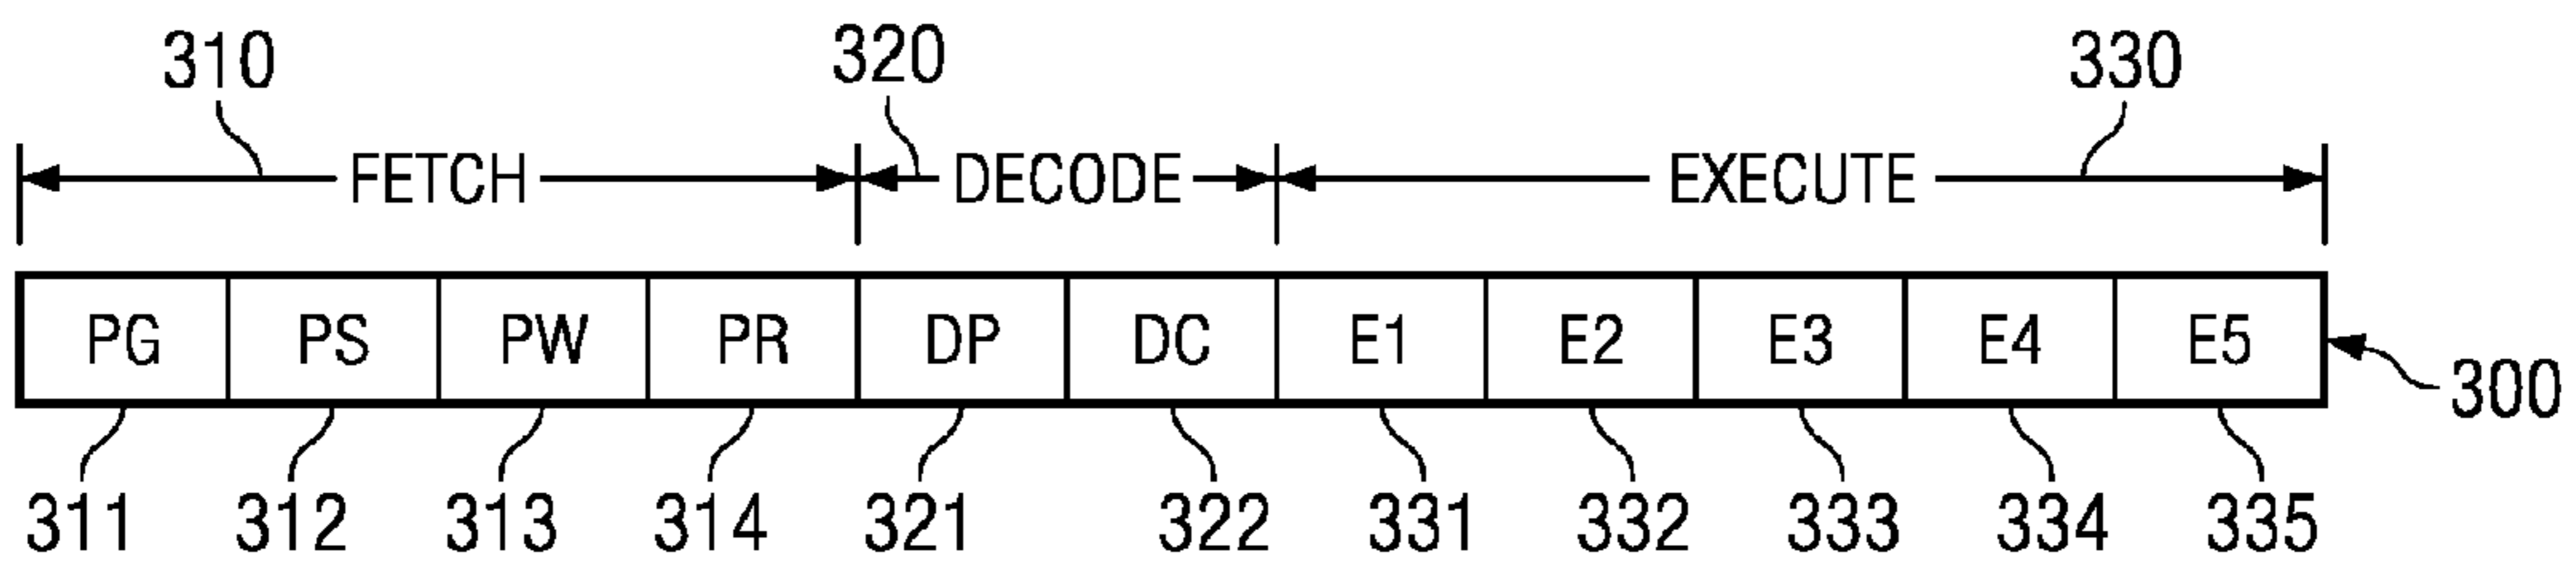 310 320 330
FETCH DECODE EXECUTE
PG PS PW PR DP DC E1 E2 E3 E4 E5
300
311 312 313 314 321 322 331 332 333 334 335